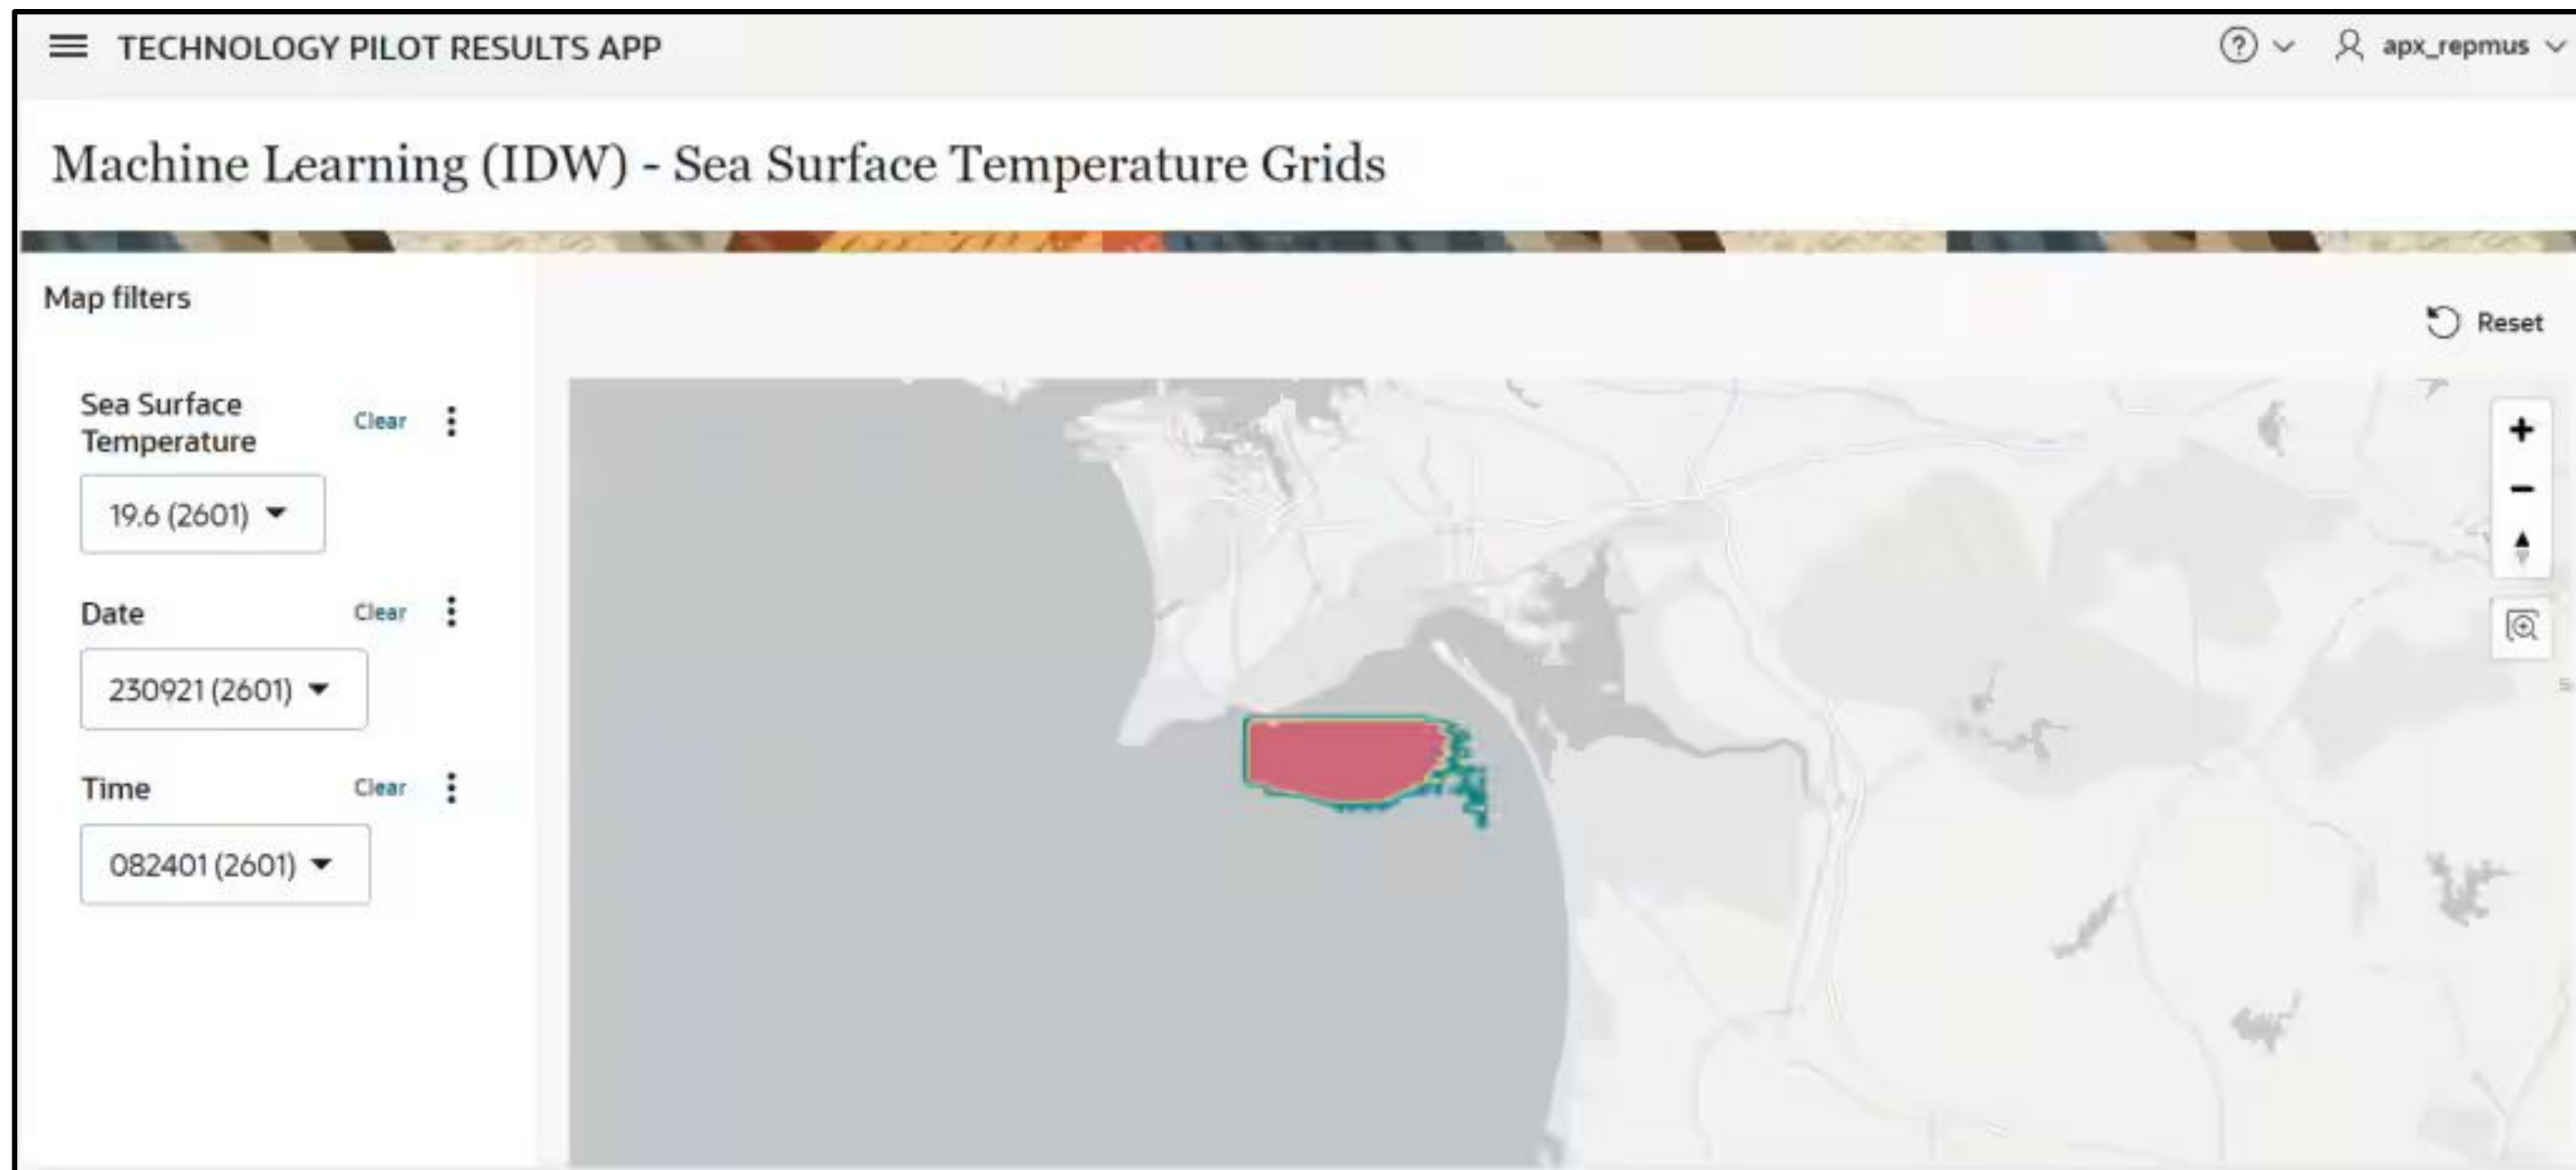 TECHNOLOGY PILOT RESULTS APP
apx_repmus
Machine Learning (IDW) - Sea Surface Temperature Grids
Map filters
Reset
Sea Surface
Temperature
Clear
19.6 (2601)
Date
Clear
230921 (2601)
Time
Clear
082401 (2601)